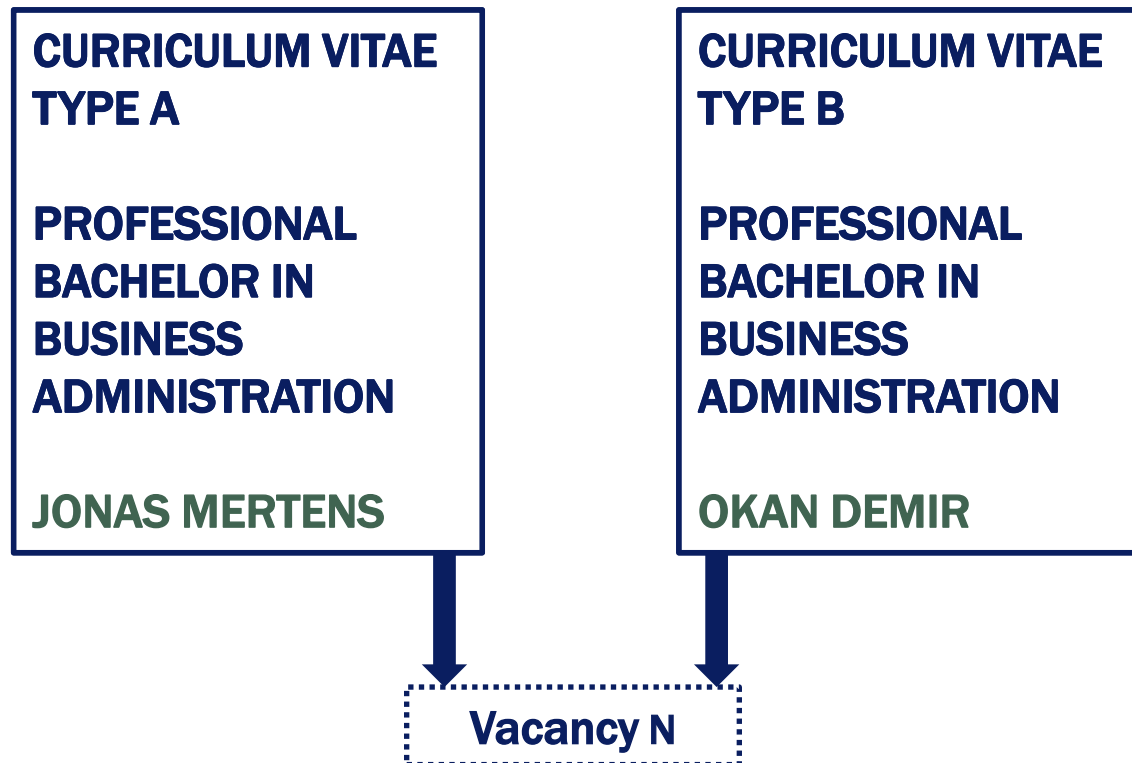 CURRICULUM VITAE
TYPE A
PROFESSIONAL
BACHELOR IN
BUSINESS
ADMINISTRATION
JONAS MERTENS
CURRICULUM VITAE
TYPE B
PROFESSIONAL
BACHELOR IN
BUSINESS
ADMINISTRATION
OKAN DEMIR
Vacancy N